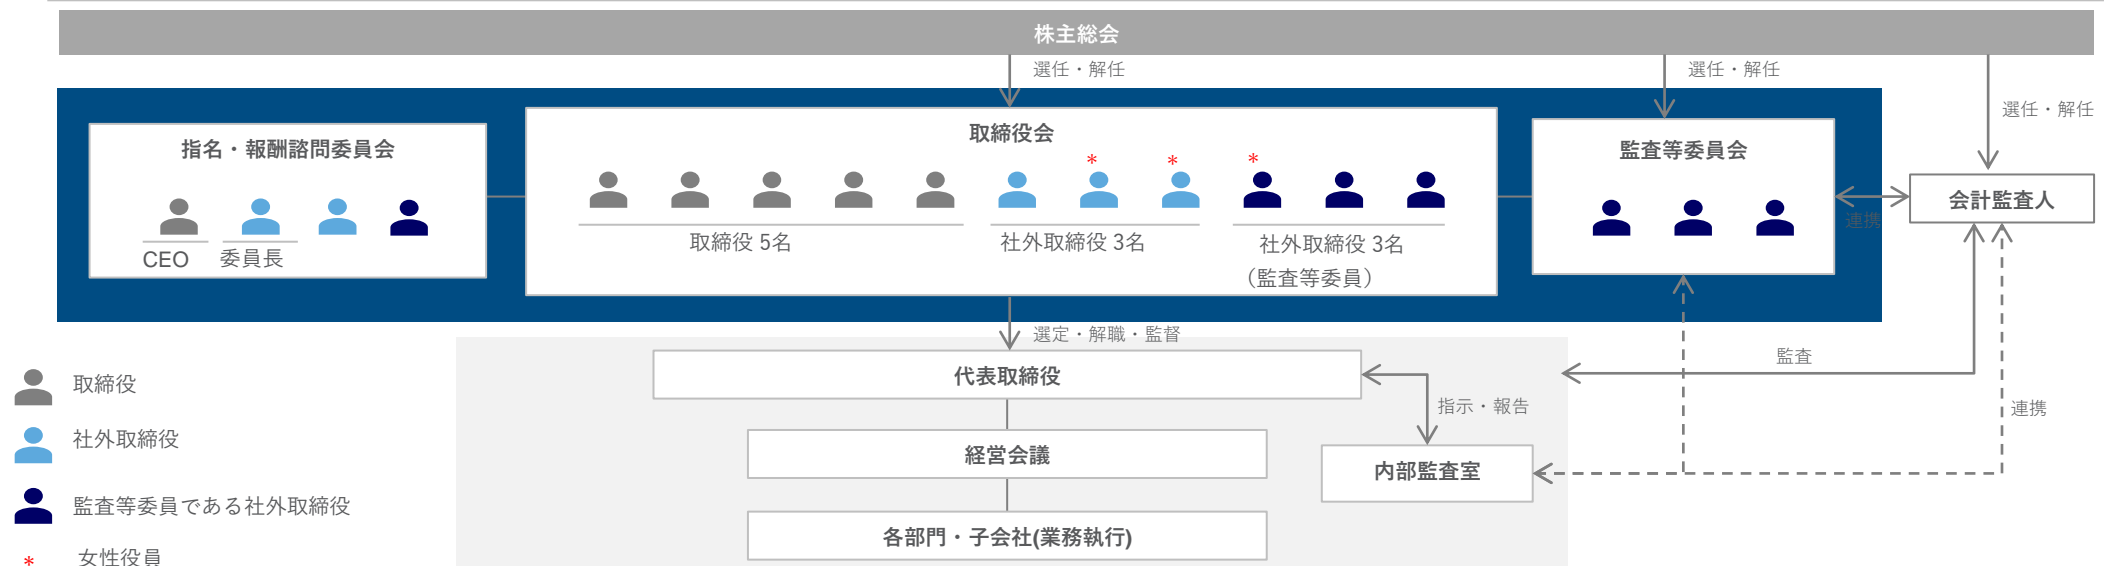 株主総会
選任・解任
選任・解任
選任・解任
指名・報酬諮問委員会
CEO
委員長
取締役会
*
*
*
取締役 5名
社外取締役 3名
社外取締役 3名
(監査等委員)
監査等委員会
連携
会計監査人
選定・解職・監督
代表取締役
監査
指示・報告
連携
経営会議
内部監査室
各部門・子会社(業務執行)
取締役
社外取締役
監査等委員である社外取締役
* 女性役員